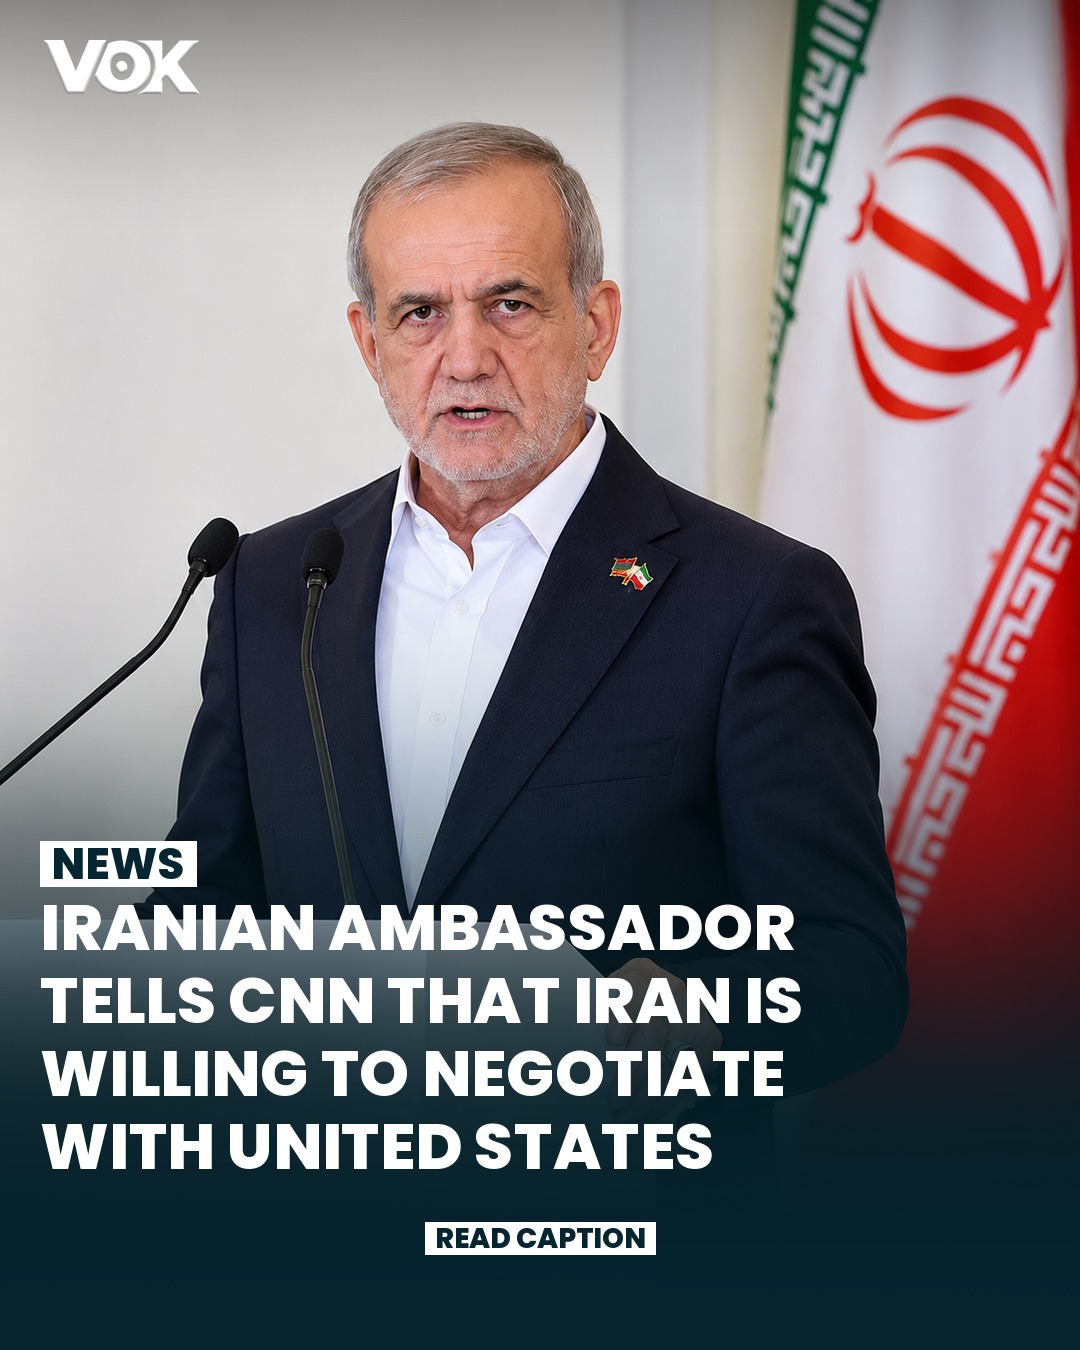 VOK
NEWS
IRANIAN AMBASSADOR
TELLS CNN THAT IRAN IS
WILLING TO NEGOTIATE
WITH UNITED STATES
READ CAPTION